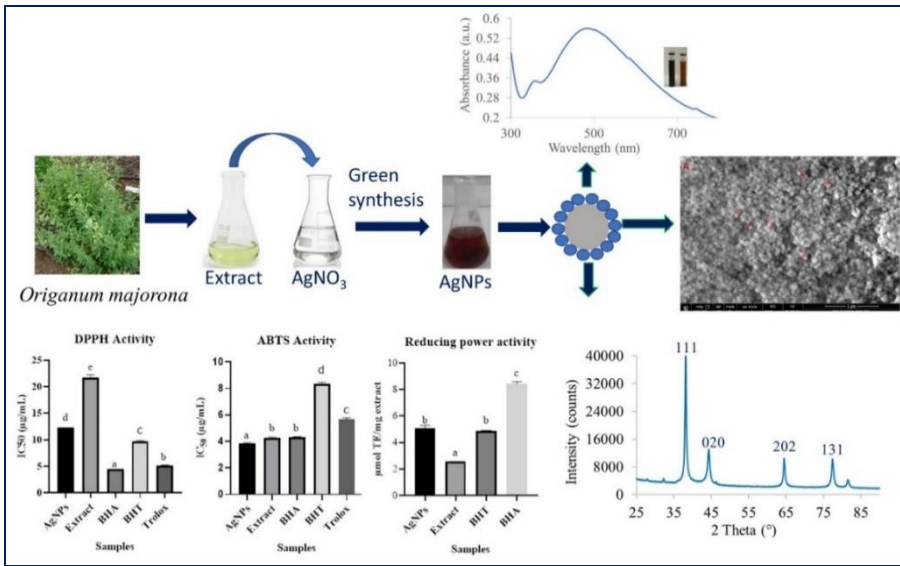 0.6
0.52
0.44
0.36
0.28
0.2
Absorbance (a.u.)
300
500
700
Wavelength (nm)
Green
synthesis
Extract
AgNO3
AgNPs
Origanum majorona
DPPH Activity
IC50 (µg/mL)
25
20
15
10
5
0
e
d
c
a
b
AgNPs
Extract
BHA
BHT
Trolox
Samples
ABTS Activity
IC50 (µg/mL)
10
8
6
4
2
0
a
b
b
d
c
AgNPs
Extract
BHA
BHT
Trolox
Samples
Reducing power activity
µmol TE/mg extract
10
8
6
4
2
0
b
a
b
c
AgNPs
Extract
BHT
BHA
Samples
Intensity (counts)
40000
32000
24000
16000
8000
0
111
020
202
131
25
45
65
85
2 Theta (°)